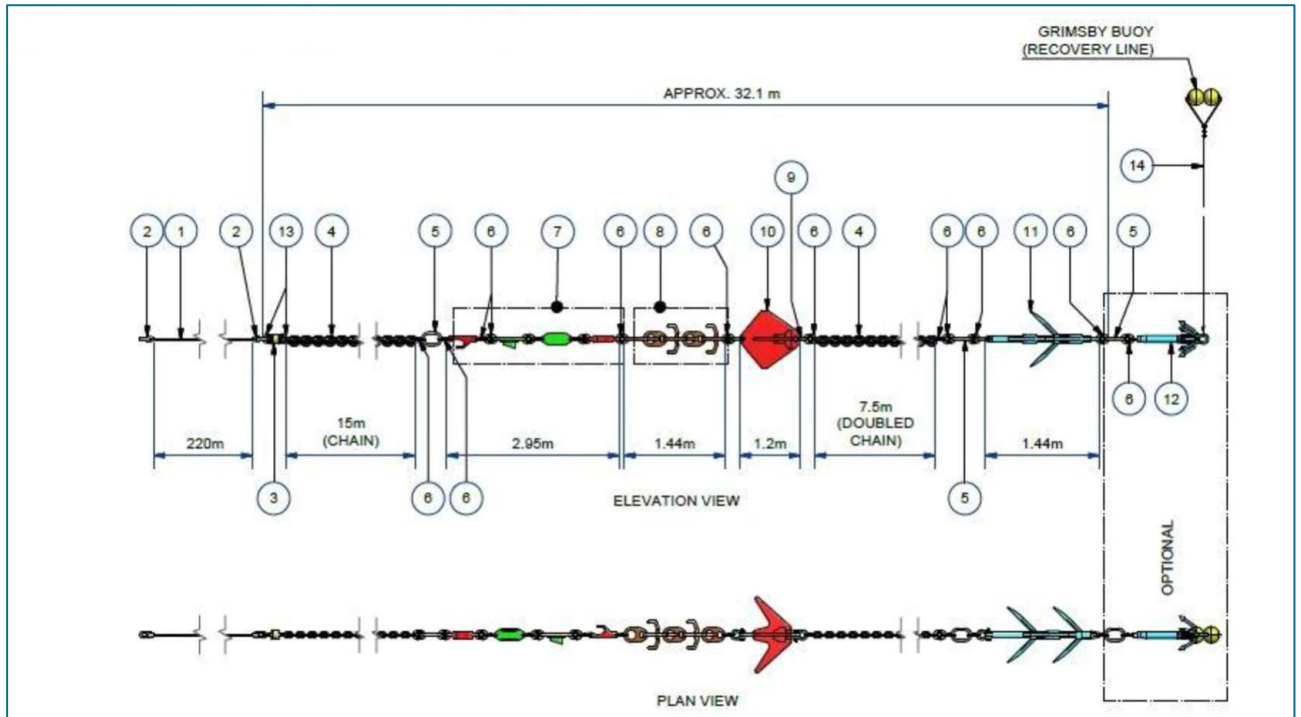 GRIMSBY BUOY
(RECOVERY LINE)
APPROX. 32.1 m
14
9
2 1 2 13 4 5 6 7 6 8 6 10 6 4 6 6 11 6 5
15m
(CHAIN)
7.5m
(DOUBLED
CHAIN)
6 12
220m 2.95m 1.44m 1.2m 1.44m
3 6 6 5
ELEVATION VIEW
OPTIONAL
PLAN VIEW